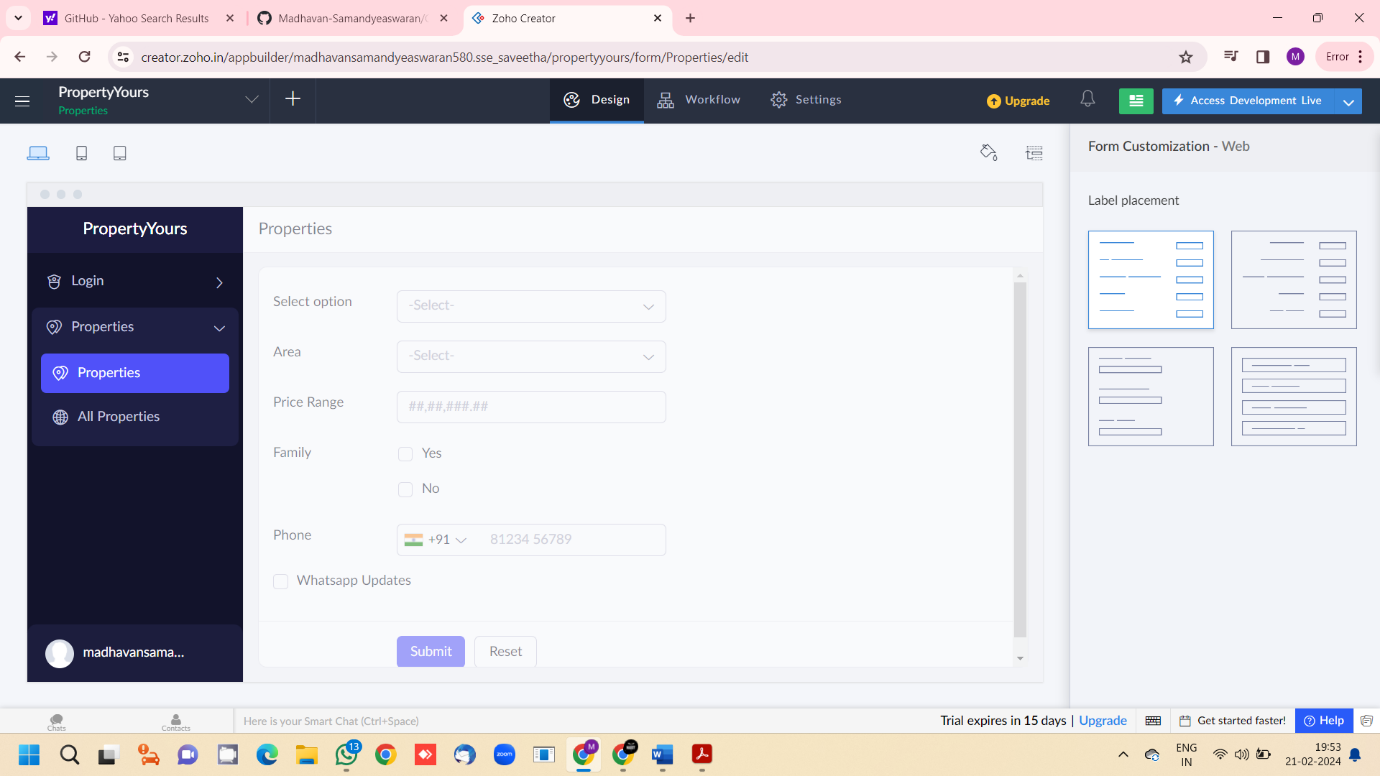 GitHub - Yahoo Search Results
Madhavan-Samandyeaswaran/
Zoho Creator
creator.zoho.in/appbuilder/madhavansamandyeaswaran580.sse_saveetha/propertyyours/form/Properties/edit
M
Error
PropertyYours
Properties
Design
Workflow
Settings
Upgrade
Access Development Live
Form Customization - Web
Label placement
PropertyYours
Login
Properties
Properties
All Properties
madhavansama...
Properties
Select option
-Select-
Area
-Select-
Price Range
##,##,###.##
Family
Yes
No
Phone
+91
81234 56789
Whatsapp Updates
Submit
Reset
Chats
Contacts
Here is your Smart Chat (Ctrl+Space)
Trial expires in 15 days | Upgrade
Get started faster!
Help
13
zoom
M
ENG
IN
19:53
21-02-2024